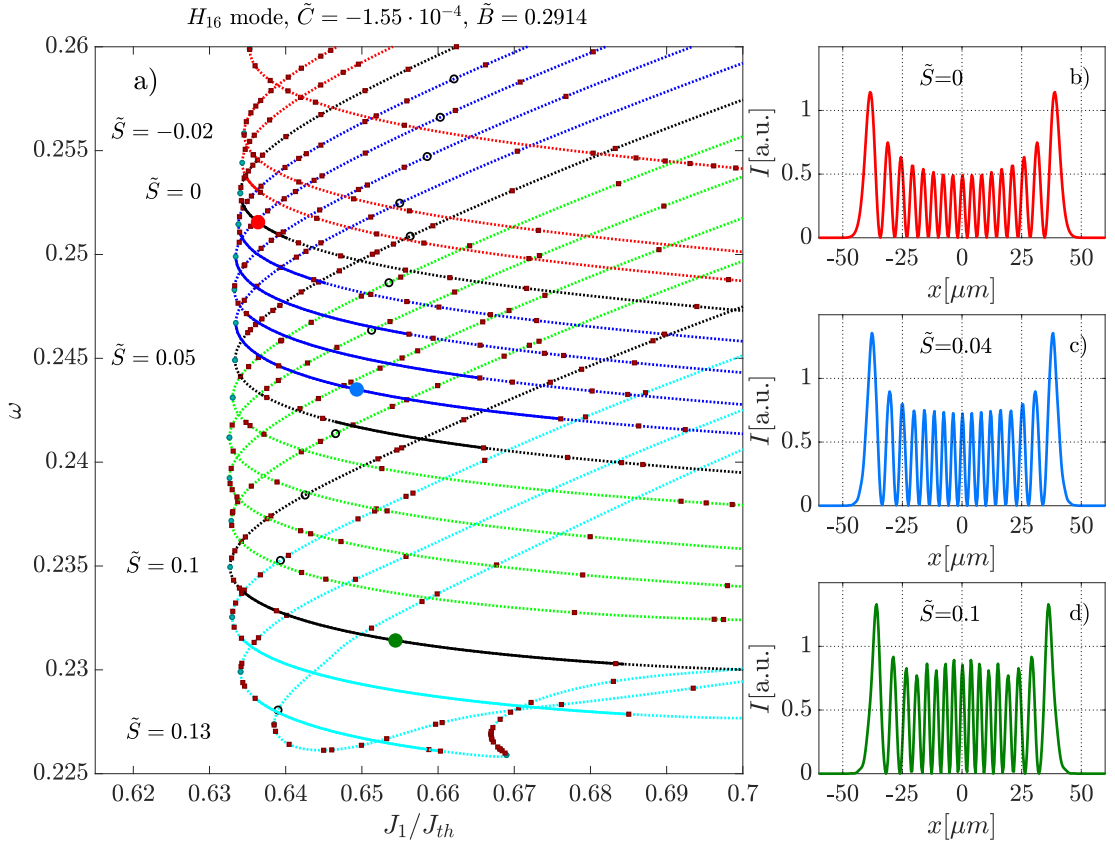 H₁₆ mode, C̃ = −1.55 · 10⁻⁴, B̃ = 0.2914
a)
0.26
0.255
0.25
0.245
0.24
0.235
0.23
0.225
ω
S̃ = −0.02
S̃ = 0
S̃ = 0.05
S̃ = 0.1
S̃ = 0.13
0.62 0.63 0.64 0.65 0.66 0.67 0.68 0.69 0.7
J₁/Jₜₕ
S̃=0
b)
1
0.5
0
I[a.u.]
-50 -25 0 25 50
x[μm]
S̃=0.04
c)
1
0.5
0
I[a.u.]
-50 -25 0 25 50
x[μm]
S̃=0.1
d)
1
0.5
0
I[a.u.]
-50 -25 0 25 50
x[μm]